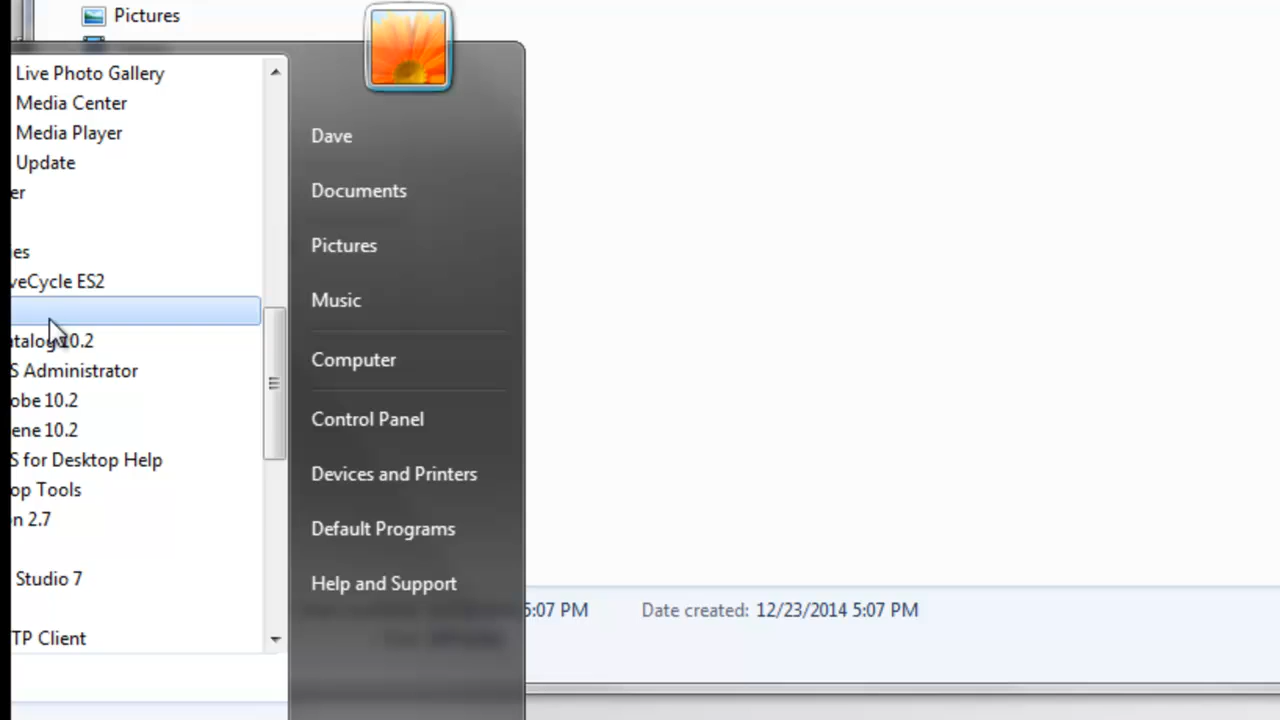 Pictures
Live Photo Gallery
Media Center
Media Player
Update
er
ies
veCycle ES2
atalog 10.2
S Administrator
obe 10.2
ene 10.2
S for Desktop Help
op Tools
n 2.7
Studio 7
TP Client
Dave
Documents
Pictures
Music
Computer
Control Panel
Devices and Printers
Default Programs
Help and Support
5:07 PM Date created: 12/23/2014 5:07 PM